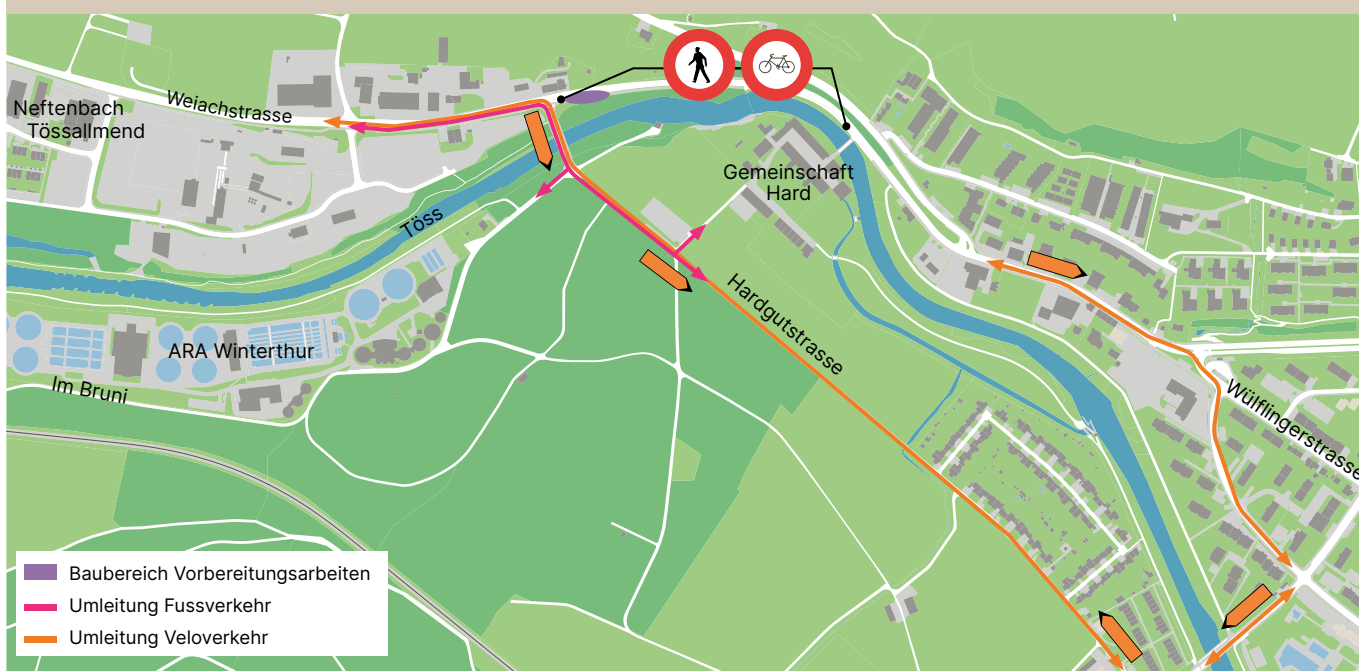 Neftenbach
Tössallmend
Weiachstrasse
Töss
Gemeinschaft
Hard
Hardgutstrasse
ARA Winterthur
Im Bruni
Wülflingerstrasse
Baubereich Vorbereitungsarbeiten
Umleitung Fussverkehr
Umleitung Veloverkehr